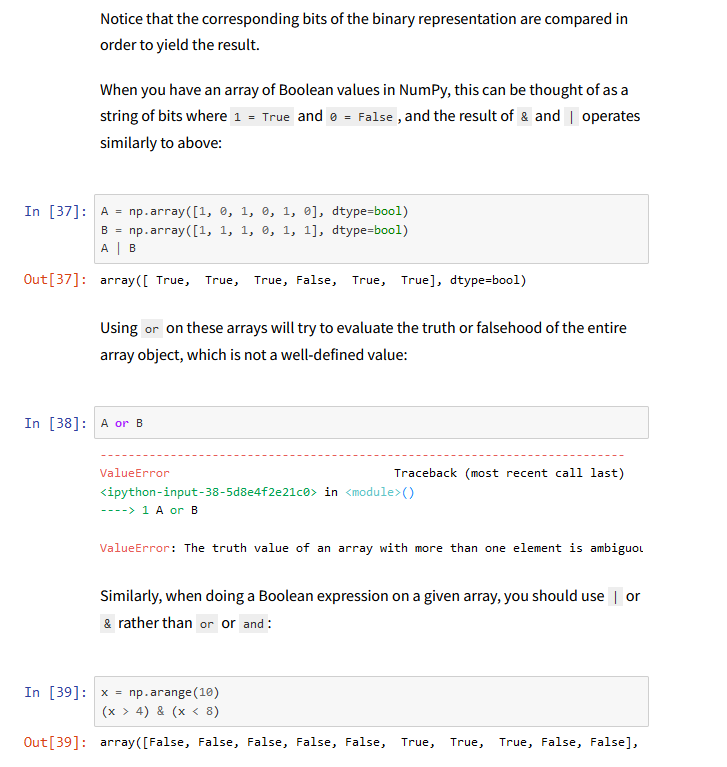 Notice that the corresponding bits of the binary representation are compared in
order to yield the result.
When you have an array of Boolean values in NumPy, this can be thought of as a
string of bits where 1 = True and 0 = False , and the result of & and | operates
similarly to above:
In [37]: A = np.array([1, 0, 1, 0, 1, 0], dtype=bool)
B = np.array([1, 1, 1, 0, 1, 1], dtype=bool)
A | B
Out[37]: array([ True,  True,  True, False,  True,  True], dtype=bool)
Using or on these arrays will try to evaluate the truth or falsehood of the entire
array object, which is not a well-defined value:
In [38]: A or B
---------------------------------------------------------------------------
ValueError                                Traceback (most recent call last)
<ipython-input-38-5d8e4f2e21c0> in <module>()
----> 1 A or B
ValueError: The truth value of an array with more than one element is ambiguou
Similarly, when doing a Boolean expression on a given array, you should use | or
& rather than or or and :
In [39]: x = np.arange(10)
(x > 4) & (x < 8)
Out[39]: array([False, False, False, False, False,  True,  True,  True, False, False],